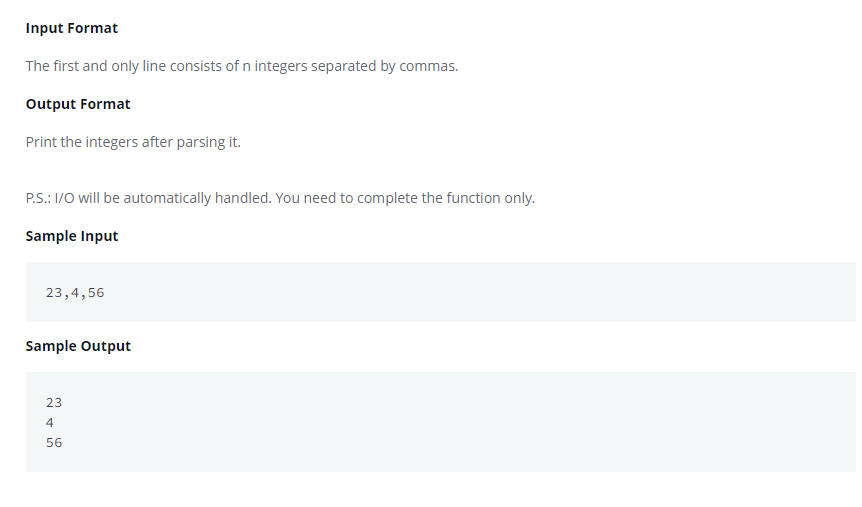 Input Format
The first and only line consists of n integers separated by commas.
Output Format
Print the integers after parsing it.
P.S.: I/O will be automatically handled. You need to complete the function only.
Sample Input
23,4,56
Sample Output
23
4
56